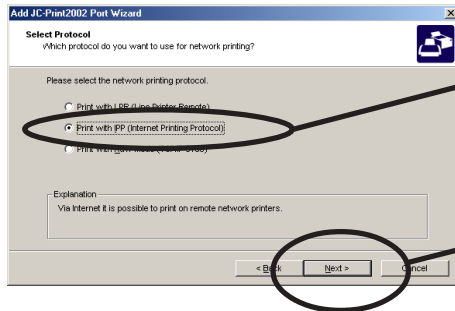 Add JC-Print2002 Port Wizard
Select Protocol
Which protocol do you want to use for network printing?
Please select the network printing protocol.
Print with LPR (Line Printer Remote)
Print with IPP (Internet Printing Protocol)
Print with
Explanation
Via Internet it is possible to print on remote network printers.
< Back
Next >
Cancel